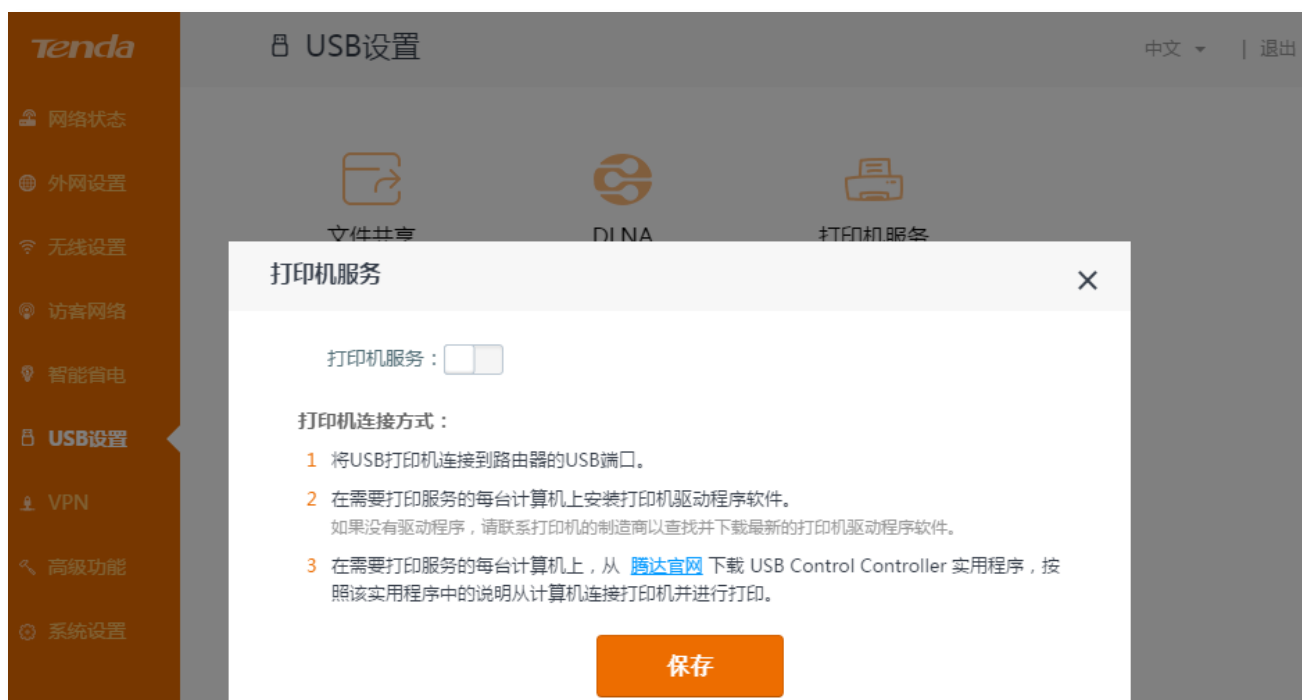 Tenda
USB设置
中文
| 退出
网络状态
外网设置
无线设置
访客网络
智能省电
USB设置
VPN
高级功能
系统设置
文件共享
DLNA
打印机服务
打印机服务
打印机服务：
打印机连接方式：
1 将USB打印机连接到路由器的USB端口。
2 在需要打印服务的每台计算机上安装打印机驱动程序软件。
如果没有驱动程序，请联系打印机的制造商以查找并下载最新的打印机驱动程序软件。
3 在需要打印服务的每台计算机上，从 腾达官网 下载 USB Control Controller 实用程序，按
照该实用程序中的说明从计算机连接打印机并进行打印。
保存